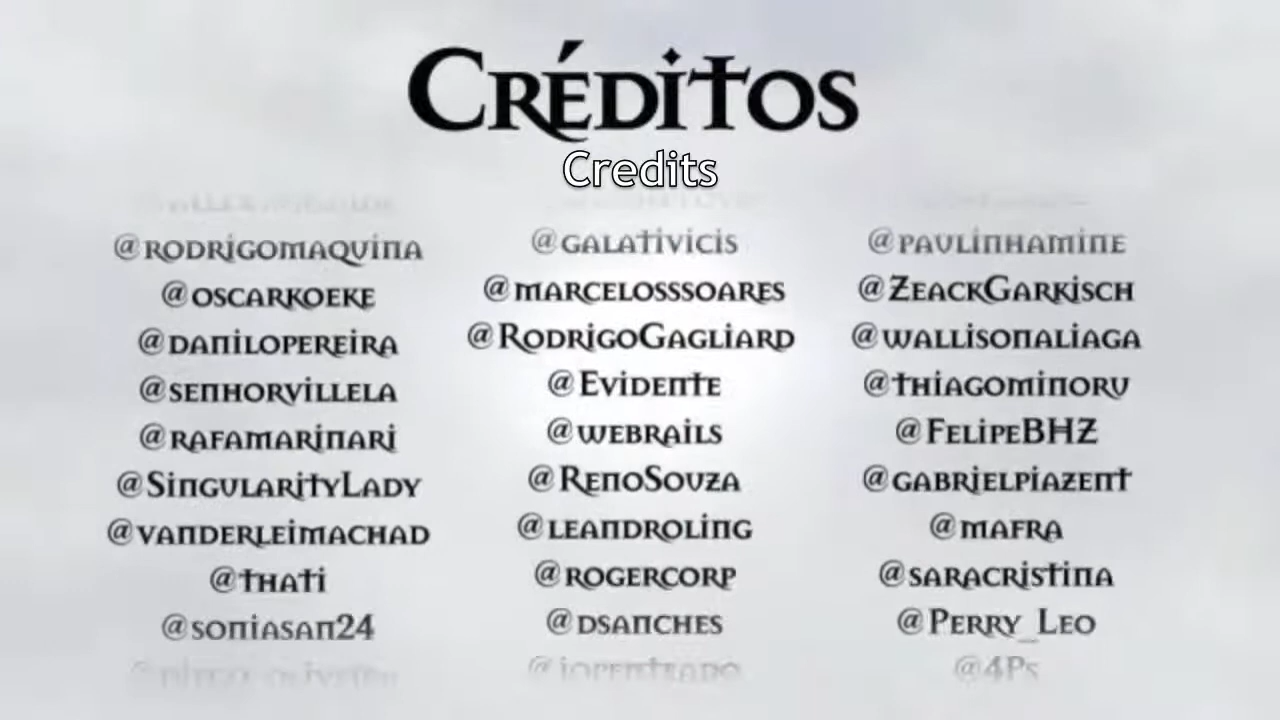 Créditos
Credits
@rodrigomaquina
@oscarkoeke
@danilopereira
@senhorvillela
@rafamarinari
@SingularityLady
@vanderleimachad
@thati
@soniasan24
@galativicis
@marcelosssoares
@RodrigoGagliard
@Evidente
@webrails
@RenoSouza
@leandroling
@rogercorp
@dsanches
@paulinhamine
@ZeackGarkisch
@wallisonaliaga
@thiagominoru
@FelipeBHZ
@gabrielpiazent
@mafra
@saracristina
@Perry_Leo
@4Ps